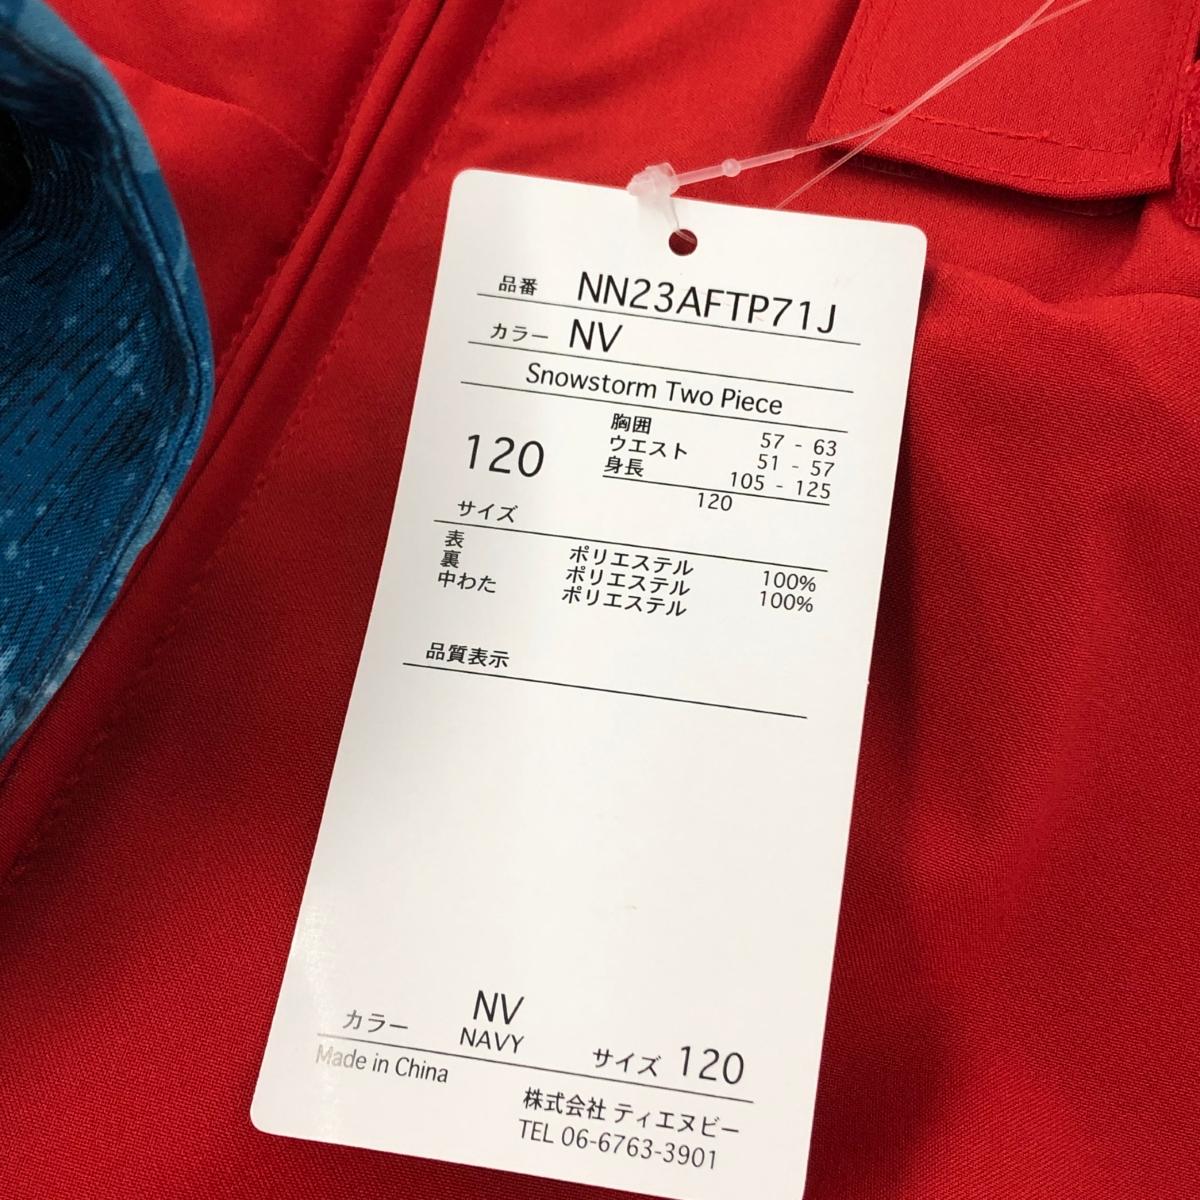 品番 NN23AFTP71J
カラー NV
Snowstorm Two Piece
120
胸囲 57 - 63
ウエスト 51 - 57
身長 105 - 125
120
サイズ
表 ポリエステル 100%
裏 ポリエステル 100%
中わた ポリエステル
品質表示
カラー NV NAVY サイズ 120
Made in China
株式会社 ティエヌビー
TEL 06-6763-3901